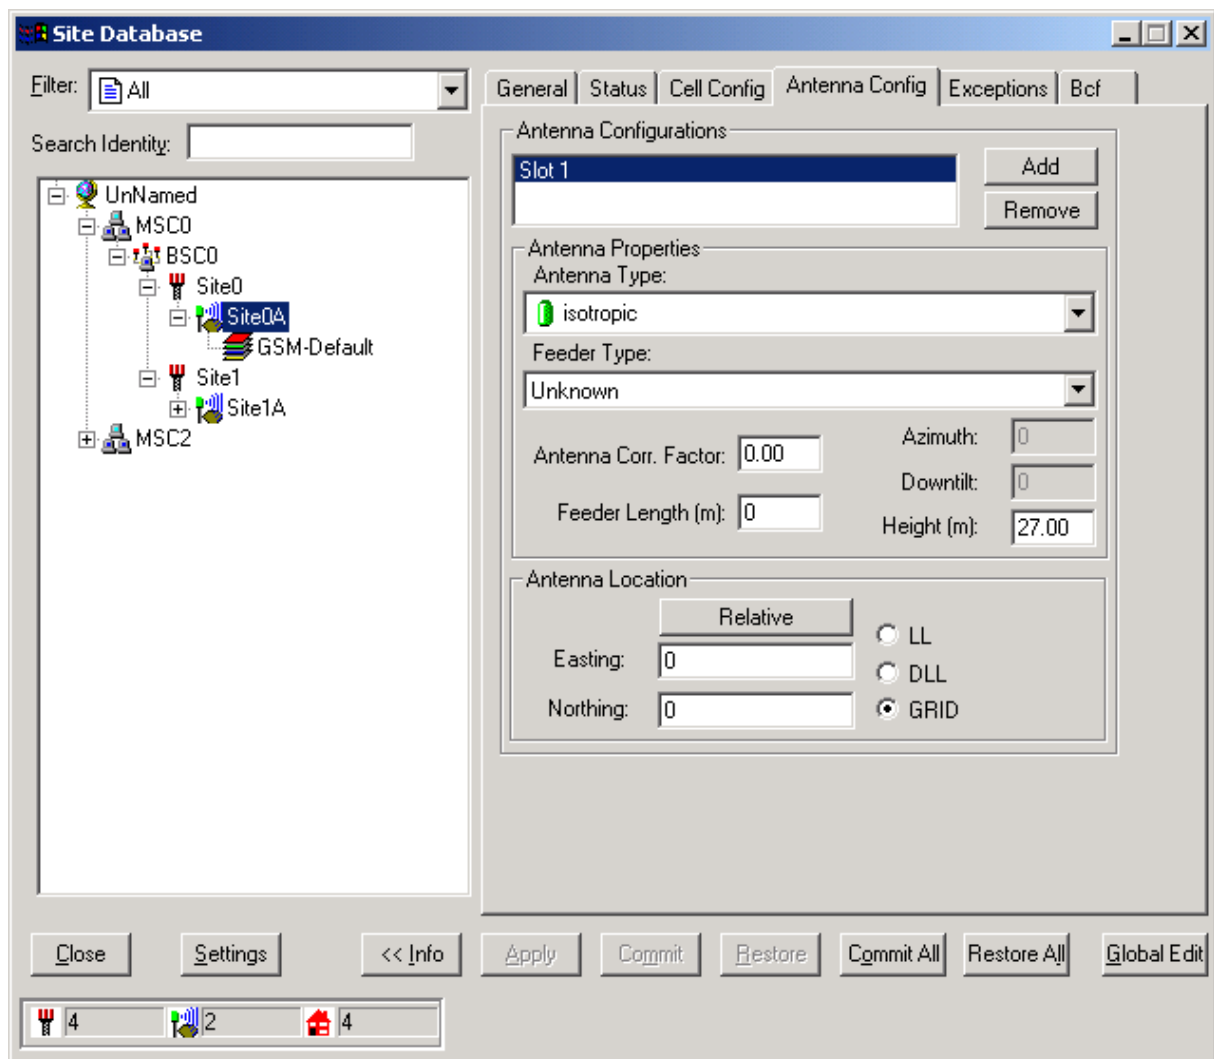 Site Database
Filter: All
Search Identity:
UnNamed
MSC0
BSC0
Site0
Site0A
GSM-Default
Site1
Site1A
MSC2
General Status Cell Config Antenna Config Exceptions Bcf
Antenna Configurations
Slot 1
Add
Remove
Antenna Properties
Antenna Type:
isotropic
Feeder Type:
Unknown
Antenna Corr. Factor: 0.00
Feeder Length (m): 0
Azimuth: 0
Downtilt: 0
Height (m): 27.00
Antenna Location
Relative
Easting: 0
Northing: 0
LL
DLL
GRID
Close Settings << Info Apply Commit Restore Commit All Restore All Global Edit
4 2 4